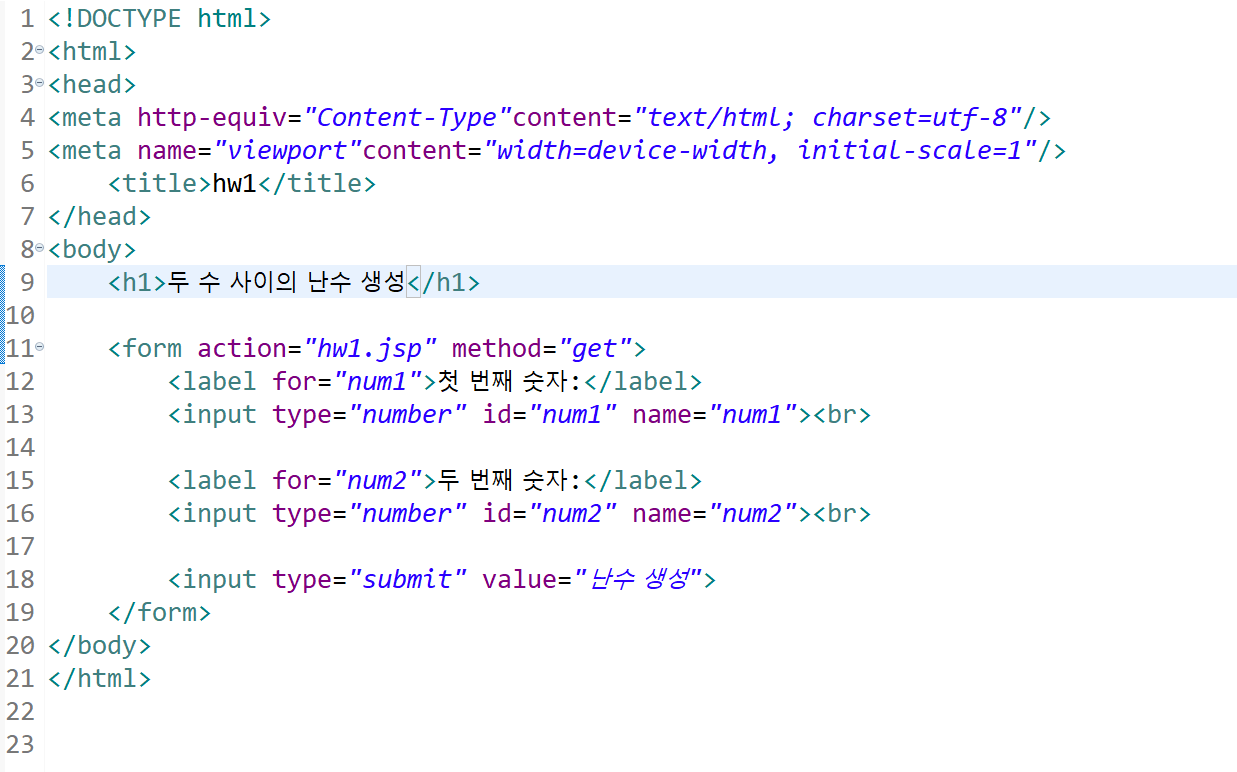 1 <!DOCTYPE html>
2 <html>
3 <head>
4 <meta http-equiv="Content-Type"content="text/html; charset=utf-8"/>
5 <meta name="viewport"content="width=device-width, initial-scale=1"/>
6     <title>hw1</title>
7 </head>
8 <body>
9     <h1>두 수 사이의 난수 생성</h1>
10
11     <form action="hw1.jsp" method="get">
12         <label for="num1">첫 번째 숫자:</label>
13         <input type="number" id="num1" name="num1"><br>
14
15         <label for="num2">두 번째 숫자:</label>
16         <input type="number" id="num2" name="num2"><br>
17
18         <input type="submit" value="난수 생성">
19     </form>
20 </body>
21 </html>
22
23